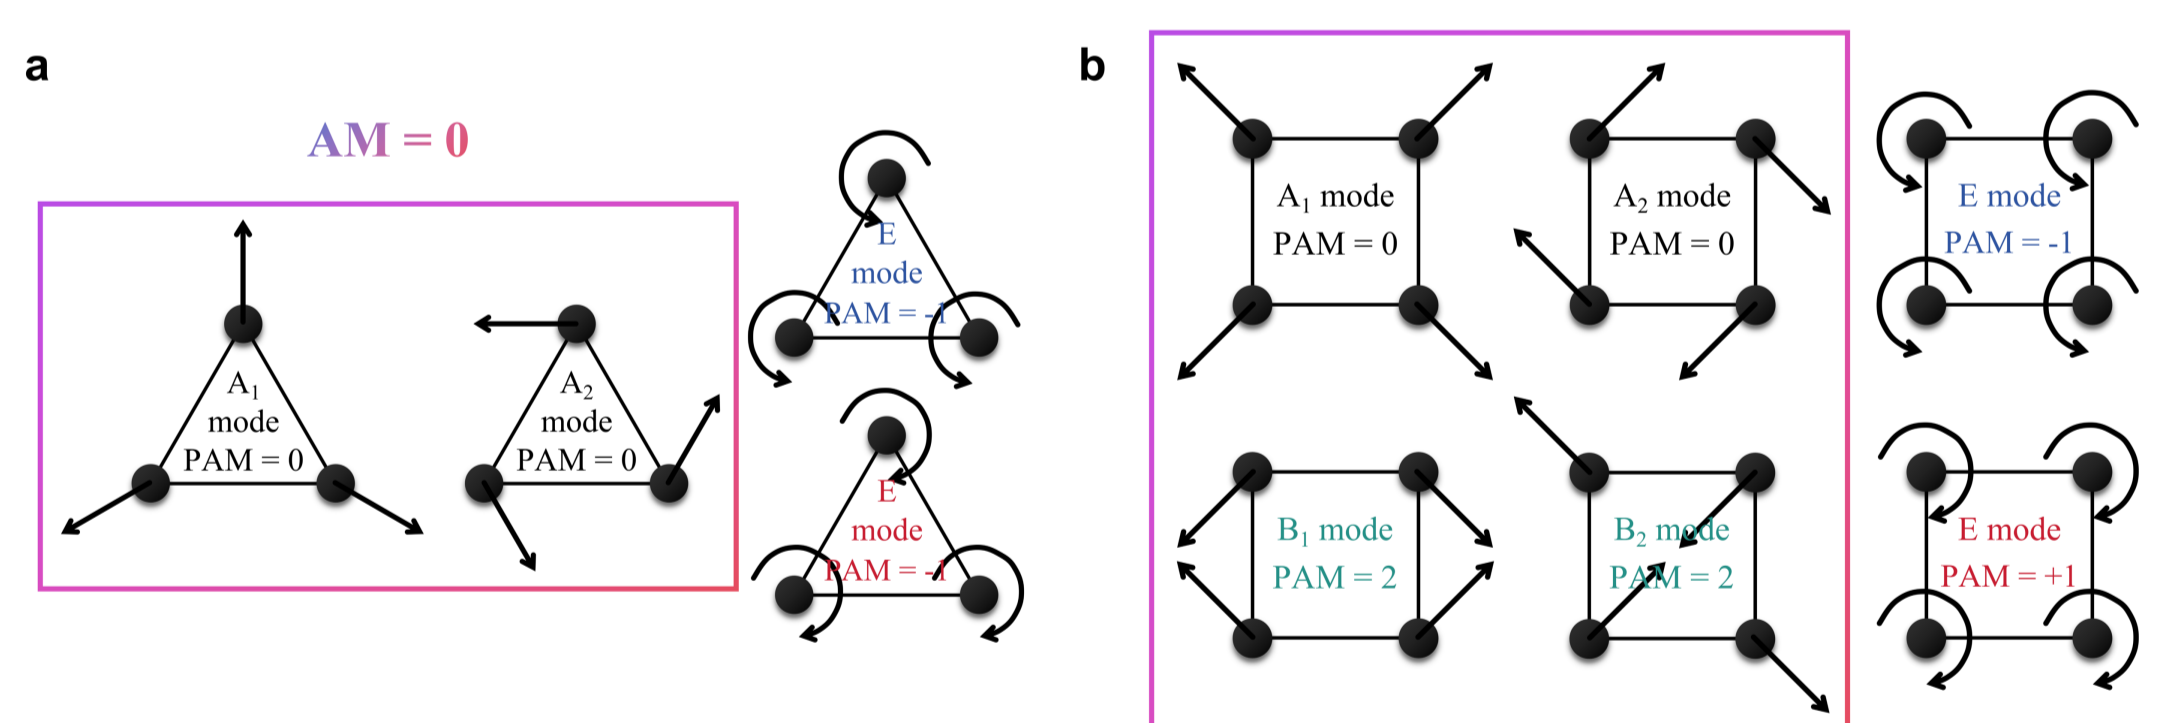 a
AM = 0
A₁
mode
PAM = 0
A₂
mode
PAM = 0
E
mode
PAM = -1
E
mode
PAM = -1
b
A₁ mode
PAM = 0
A₂ mode
PAM = 0
E mode
PAM = -1
B₁ mode
PAM = 2
B₂ mode
PAM = 2
E mode
PAM = +1